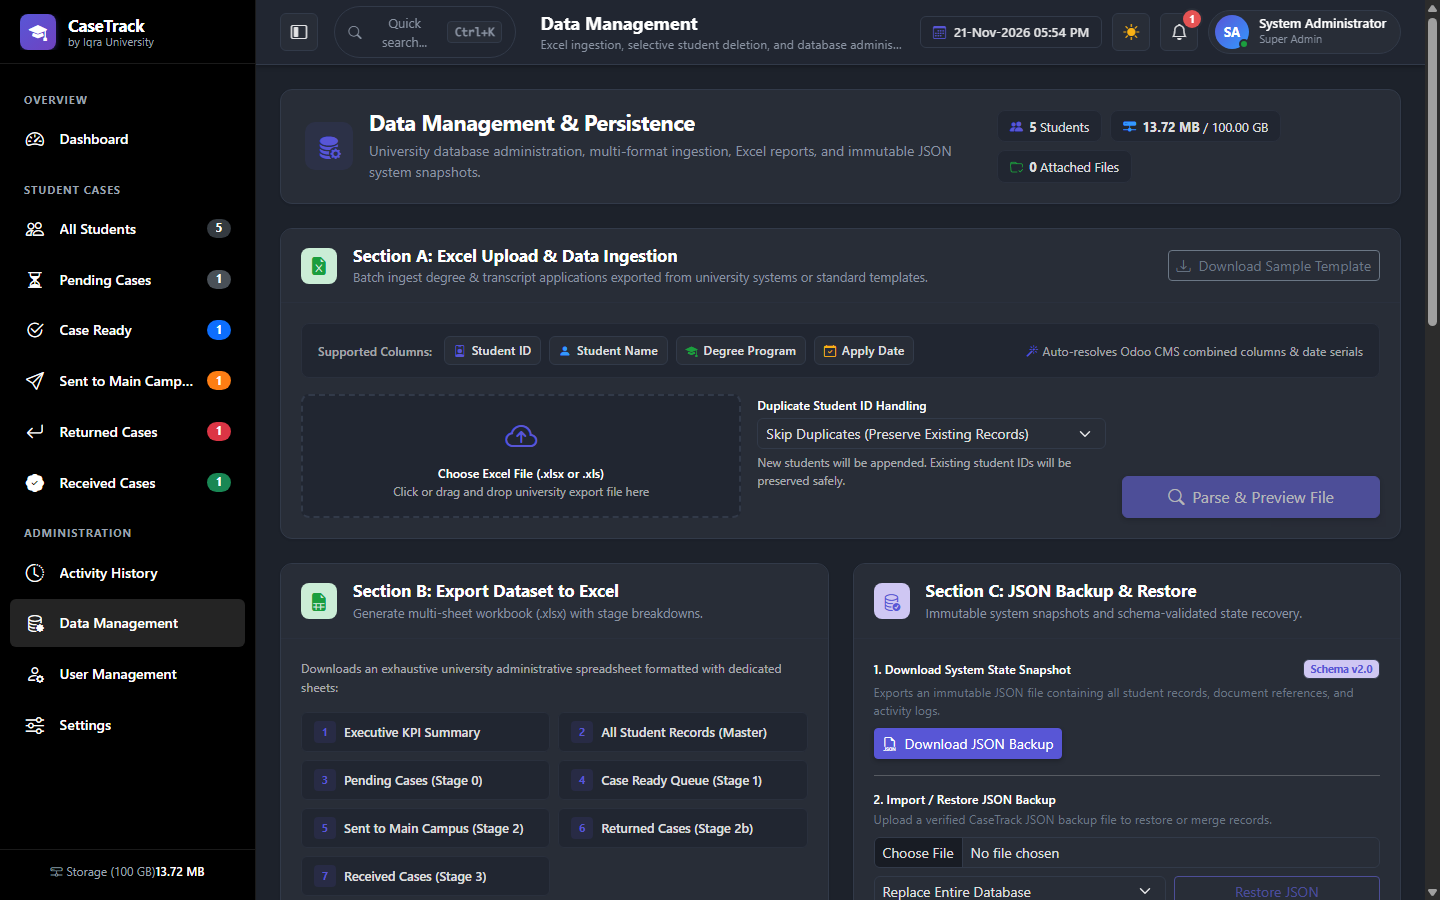 CaseTrack
by Iqra University
OVERVIEW
Dashboard
STUDENT CASES
All Students 5
Pending Cases 1
Case Ready 1
Sent to Main Camp... 1
Returned Cases 1
Received Cases 1
ADMINISTRATION
Activity History
Data Management
User Management
Settings
Storage (100 GB)13.72 MB
Quick search... Ctrl+K
Data Management
Excel ingestion, selective student deletion, and database adminis...
21-Nov-2026 05:54 PM
1
SA
System Administrator
Super Admin
Data Management & Persistence
University database administration, multi-format ingestion, Excel reports, and immutable JSON
system snapshots.
5 Students
13.72 MB / 100.00 GB
0 Attached Files
Section A: Excel Upload & Data Ingestion
Batch ingest degree & transcript applications exported from university systems or standard templates.
Download Sample Template
Supported Columns: Student ID Student Name Degree Program Apply Date
Auto-resolves Odoo CMS combined columns & date serials
Choose Excel File (.xlsx or .xls)
Click or drag and drop university export file here
Duplicate Student ID Handling
Skip Duplicates (Preserve Existing Records)
New students will be appended. Existing student IDs will be
preserved safely.
Parse & Preview File
Section B: Export Dataset to Excel
Generate multi-sheet workbook (.xlsx) with stage breakdowns.
Downloads an exhaustive university administrative spreadsheet formatted with dedicated
sheets:
1 Executive KPI Summary
2 All Student Records (Master)
3 Pending Cases (Stage 0)
4 Case Ready Queue (Stage 1)
5 Sent to Main Campus (Stage 2)
6 Returned Cases (Stage 2b)
7 Received Cases (Stage 3)
Section C: JSON Backup & Restore
Immutable system snapshots and schema-validated state recovery.
1. Download System State Snapshot
Schema v2.0
Exports an immutable JSON file containing all student records, document references, and
activity logs.
Download JSON Backup
2. Import / Restore JSON Backup
Upload a verified CaseTrack JSON backup file to restore or merge records.
Choose File No file chosen
Replace Entire Database
Restore JSON